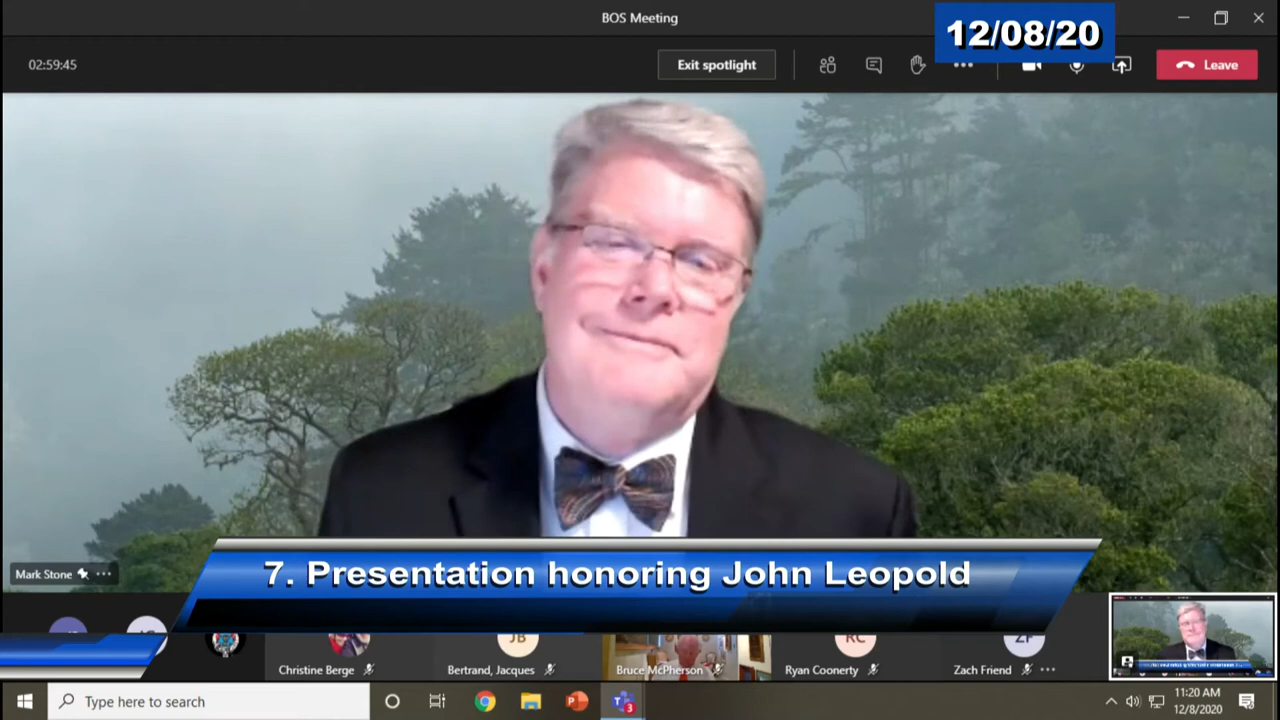 BOS Meeting
12/08/20
02:59:45
Exit spotlight
Leave
Mark Stone
7. Presentation honoring John Leopold
JB
RC
ZF
Christine Berge
Bertrand, Jacques
Bruce McPherson
Ryan Coonerty
Zach Friend
Type here to search
3
11:20 AM
12/8/2020